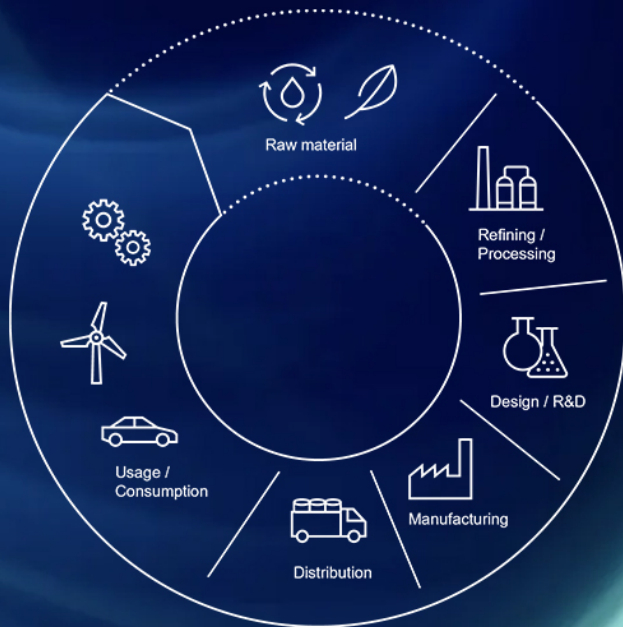 Raw material
Refining /
Processing
Design / R&D
Manufacturing
Distribution
Usage /
Consumption